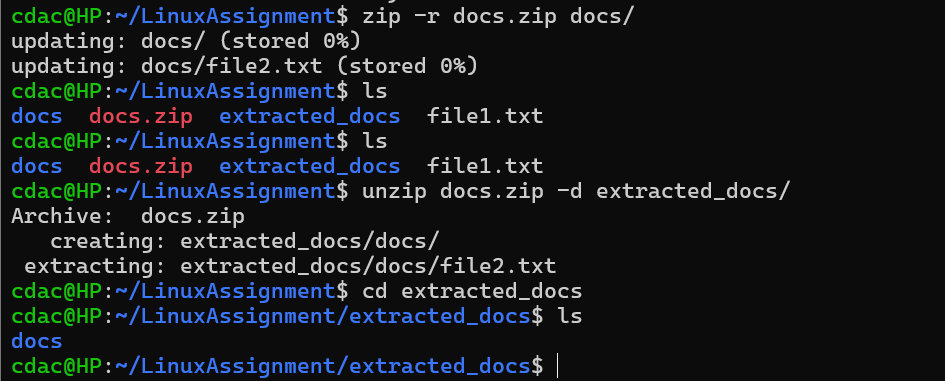 cdac@HP:~/LinuxAssignment$ zip -r docs.zip docs/
updating: docs/ (stored 0%)
updating: docs/file2.txt (stored 0%)
cdac@HP:~/LinuxAssignment$ ls
docs  docs.zip  extracted_docs  file1.txt
cdac@HP:~/LinuxAssignment$ ls
docs  docs.zip  extracted_docs  file1.txt
cdac@HP:~/LinuxAssignment$ unzip docs.zip -d extracted_docs/
Archive:  docs.zip
   creating: extracted_docs/docs/
 extracting: extracted_docs/docs/file2.txt
cdac@HP:~/LinuxAssignment$ cd extracted_docs
cdac@HP:~/LinuxAssignment/extracted_docs$ ls
docs
cdac@HP:~/LinuxAssignment/extracted_docs$